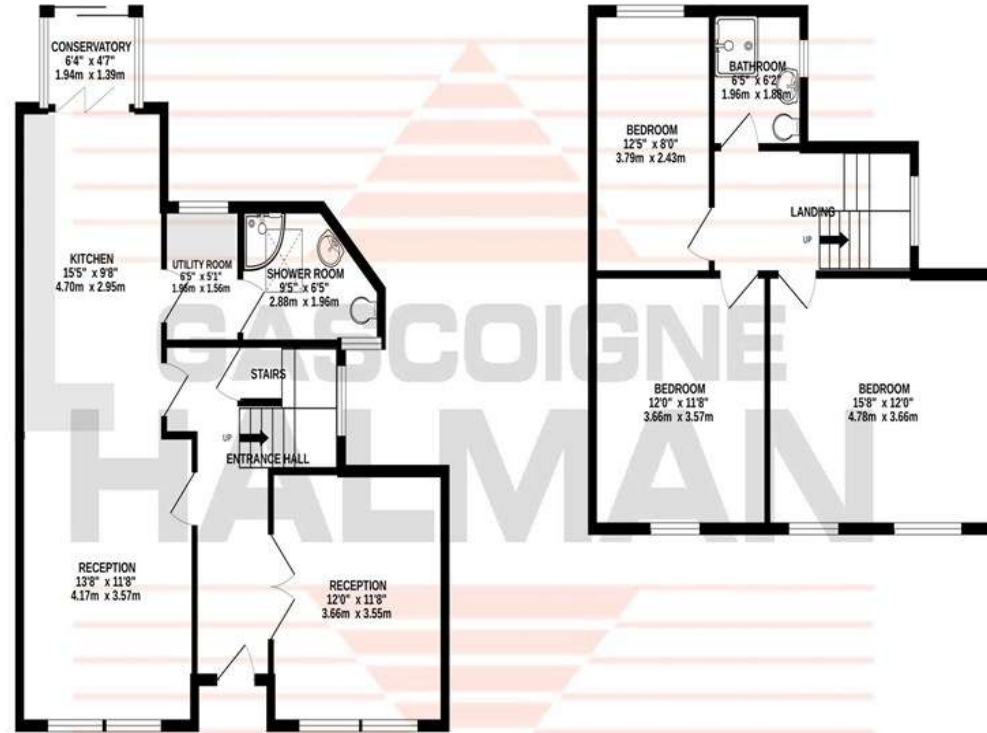 CONSERVATORY
6'4" x 4'7"
1.94m x 1.39m
KITCHEN
15'5" x 9'8"
4.70m x 2.95m
UTILITY ROOM
6'5" x 5'1"
1.96m x 1.56m
SHOWER ROOM
9'5" x 6'5"
2.88m x 1.96m
STAIRS
UP
ENTRANCE HALL
RECEPTION
13'8" x 11'8"
4.17m x 3.57m
RECEPTION
12'0" x 11'8"
3.66m x 3.55m
BATHROOM
6'5" x 6'2"
1.96m x 1.88m
BEDROOM
12'5" x 8'0"
3.79m x 2.43m
LANDING
UP
BEDROOM
12'0" x 11'8"
3.66m x 3.57m
BEDROOM
15'8" x 12'0"
4.78m x 3.66m
GASCOIGNE
HALMAN